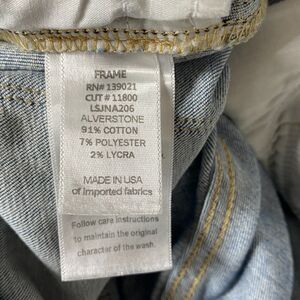 FRAME
RN# 139021
CUT # 11800
LSJNA206
ALVERSTONE
91% COTTON
7% POLYESTER
2% LYCRA
MADE IN USA
of Imported fabrics
Follow care instructions
to maintain the original
character of the wash.